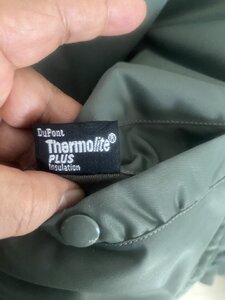 DuPont
Thermolite®
PLUS
Insulation